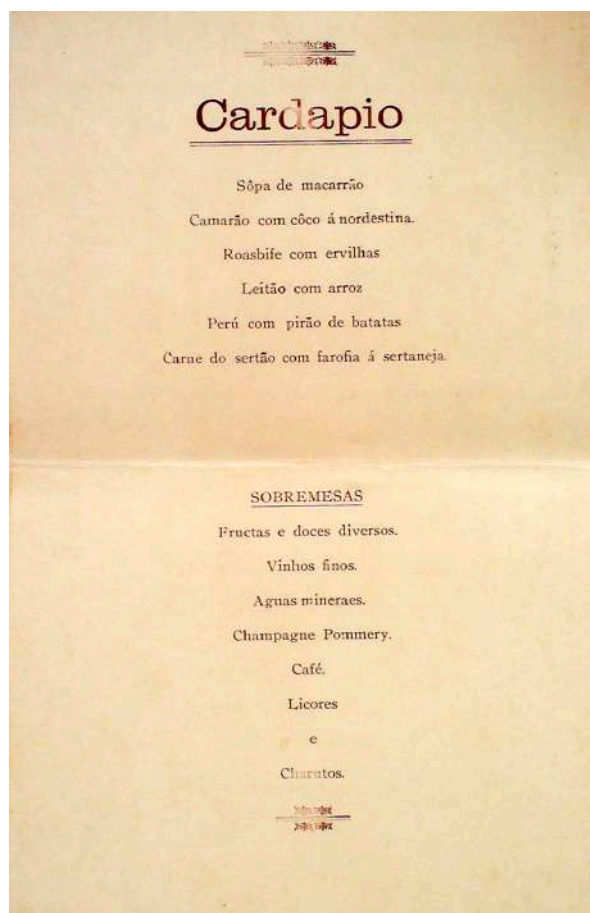 Cardapio
Sôpa de macarrão
Camarão com côco á nordestina.
Roasbife com ervilhas
Leitão com arroz
Perú com pirão de batatas
Carne do sertão com farofia á sertaneja.
SOBREMESAS
Fructas e doces diversos.
Vinhos finos.
Aguas mineraes.
Champagne Pommery.
Café.
Licores
e
Charutos.